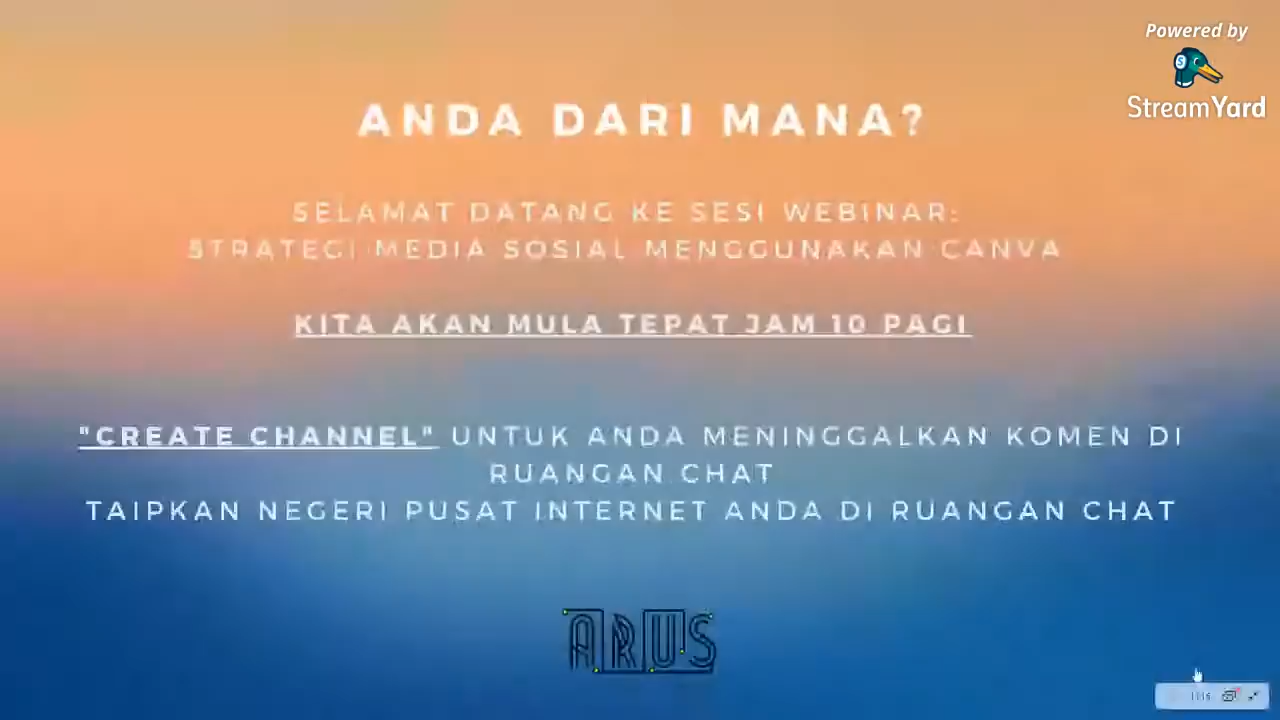 Powered by
StreamYard
ANDA DARI MANA?
SELAMAT DATANG KE SESI WEBINAR:
STRATEGI MEDIA SOSIAL MENGGUNAKAN CANVA
KITA AKAN MULA TEPAT JAM 10 PAGI
"CREATE CHANNEL" UNTUK ANDA MENINGGALKAN KOMEN DI
RUANGAN CHAT
TAIPKAN NEGERI PUSAT INTERNET ANDA DI RUANGAN CHAT
ARUS